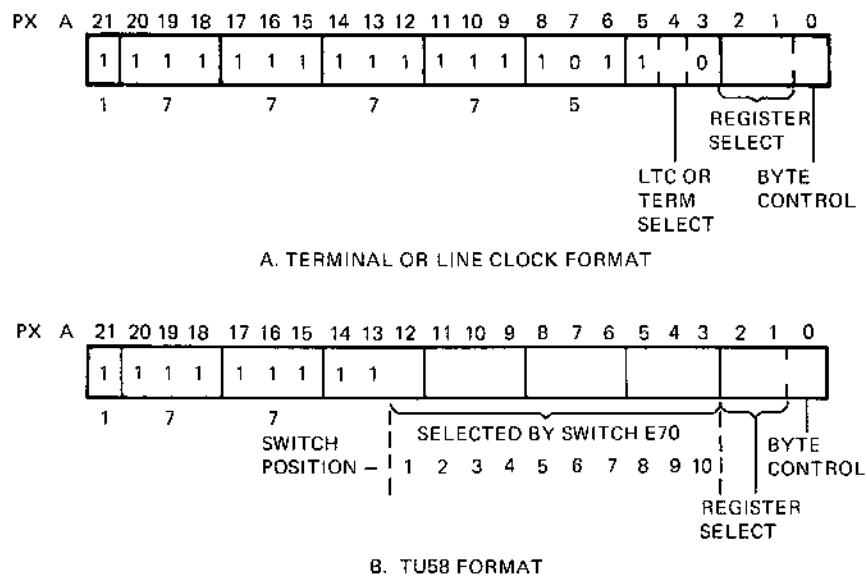 PX A 21 20 19 18 17 16 15 14 13 12 11 10 9 8 7 6 5 4 3 2 1 0
1 1 1 1 1 1 1 1 1 1 1 1 1 1 0 1 1 0
1 7 7 7 7 5
REGISTER
SELECT
LTC OR
TERM
SELECT
BYTE
CONTROL
A. TERMINAL OR LINE CLOCK FORMAT
PX A 21 20 19 18 17 16 15 14 13 12 11 10 9 8 7 6 5 4 3 2 1 0
1 1 1 1 1 1 1 1 1
1 7 7
SWITCH
POSITION –
SELECTED BY SWITCH E70
1 2 3 4 5 6 7 8 9 10
BYTE
CONTROL
REGISTER
SELECT
B. TU58 FORMAT